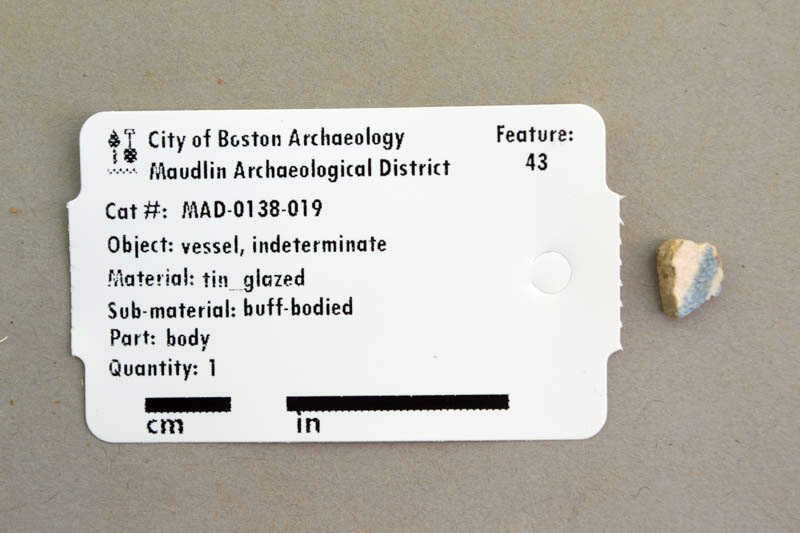 City of Boston Archaeology
Maudlin Archaeological District
Feature:
43
Cat #: MAD-0138-019
Object: vessel, indeterminate
Material: tin_glazed
Sub-material: buff-bodied
Part: body
Quantity: 1
cm in